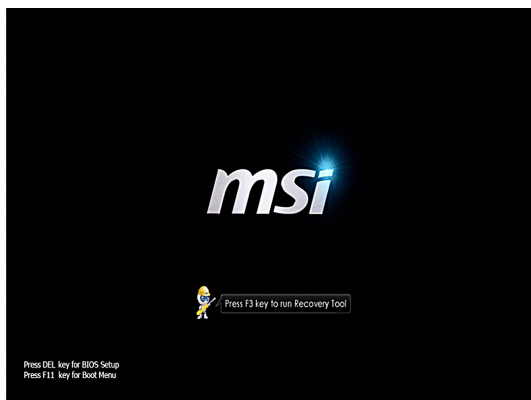 msi
Press F3 key to run Recovery Tool
Press DEL key for BIOS Setup
Press F11 key for Boot Menu